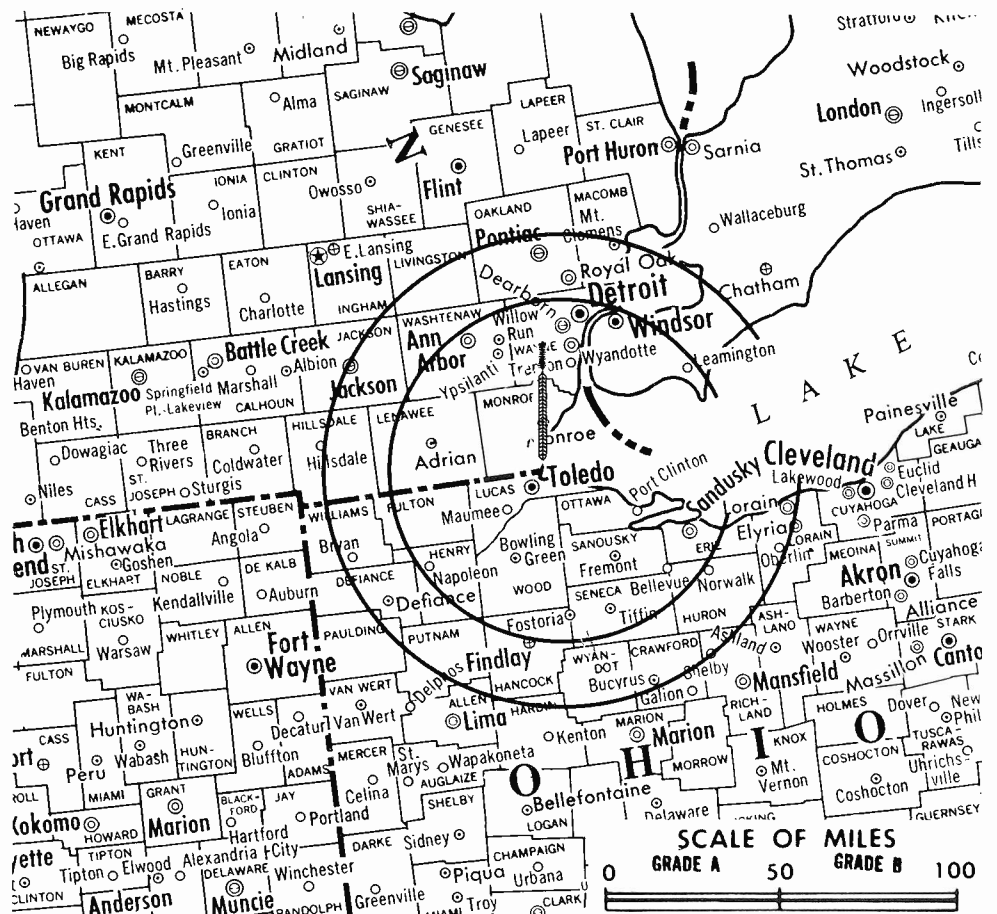 MECOSTA
NEWAYGO
Big Rapids
Mt. Pleasant
Midland
Stratford
Woodstock
Saginaw
SAGINAW
MONTCALM
Alma
LAPEER
London
Ingersoll
GENESEE
Lapeer
ST. CLAIR
N
KENT
Greenville
GRATIOT
Port Huron
Sarnia
St. Thomas
Tills
IONIA
CLINTON
Owosso
Flint
Grand Rapids
Haven
Ionia
SHIA-
WASSEE
OAKLAND
MACOMB
Mt.
Clemens
Wallaceburg
OTTAWA
E. Grand Rapids
Pontiac
E. Lansing
Lansing
LIVINGSTON
ALLEGAN
BARRY
EATON
Hastings
Charlotte
INGHAM
Dearborn
Royal Oak
Detroit
Chatham
WASHTENAW
Willow
Run
Windsor
JACKSON
Ann
Arbor
WAYNE
Trenton
Wyandotte
Leamington
VAN BUREN
Haven
KALAMAZOO
Battle Creek
Albion
Kalamazoo
Springfield
Marshall
Jackson
Ypsilanti
Benton Hts.
Pt.-Lakeview
CALHOUN
MONROE
LAKE
Painesville
LAKE
GEAUGA
BRANCH
HILLSDALE
LENAWEE
Dowagiac
Three
Rivers
Coldwater
Hillsdale
Adrian
Monroe
Niles
CASS
ST.
JOSEPH
Sturgis
Toledo
Port Clinton
Sandusky
Cleveland
Lakewood
Euclid
Cleveland H
LUCAS
Maumee
OTTAWA
Lorain
CUYAHOGA
Elkhart
LAGRANGE
STEUBEN
WILLIAMS
FULTON
Elyria
Parma
PORTAGE
h
end
ST.
JOSEPH
Mishawaka
Goshen
Angola
Bryan
HENRY
Bowling
Green
SANDUSKY
Fremont
ERIE
LORAIN
Oberlin
MEDINA
SUMMIT
Cuyahoga
Falls
ELKHART
NOBLE
DE KALB
DEFIANCE
Napoleon
WOOD
Bellevue
Norwalk
Akron
Barberton
Kendallville
Auburn
Defiance
SENECA
Tiffin
HURON
Plymouth
KOS-
CIUSKO
Fostoria
ASH-
LAND
WAYNE
Alliance
STARK
MARSHALL
Warsaw
WHITLEY
ALLEN
PAULDING
PUTNAM
Ashland
Wooster
Orrville
FULTON
Fort
Wayne
Delphos
Findlay
WYAN-
DOT
CRAWFORD
Shelby
Massillon
Canto
HANCOCK
Bucyrus
Galion
Mansfield
WA-
BASH
WELLS
VAN WERT
Van Wert
ALLEN
Lima
HARDIN
MARION
RICH-
LAND
HOLMES
Dover
New
Phil
Huntington
Decatur
Kenton
Marion
CASS
Wabash
HUN-
TINGTON
Bluffton
MERCER
St.
Marys
Wapakoneta
KNOX
COSHOCTON
TUSCA-
RAWAS
ort
Peru
ADAMS
AUGLAIZE
MORROW
Mt.
Vernon
Uhrichs-
ville
OHIO
MIAMI
GRANT
JAY
Celina
SHELBY
Bellefontaine
Coshocton
BLACK-
FORD
Portland
LOGAN
Delaware
GUERNSEY
Kokomo
HOWARD
Marion
Hartford
City
DARKE
Sidney
SCALE OF MILES
yette
TIPTON
Tipton
Elwood
Alexandria
DELAWARE
Winchester
CHAMPAIGN
GRADE A
GRADE B
Piqua
Urbana
0
50
100
CLINTON
Anderson
Muncie
RANDOLPH
Greenville
MIAMI
Troy
CLARK